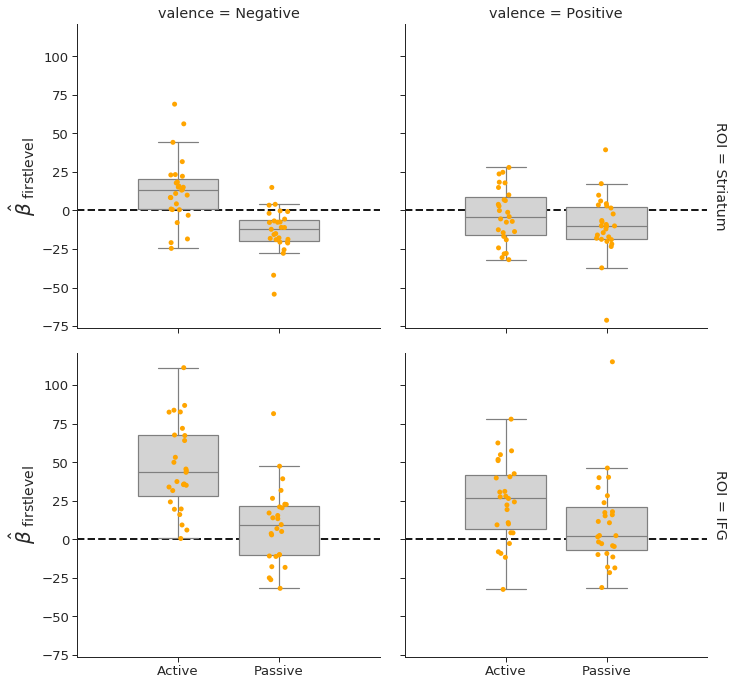 valence = Negative
valence = Positive
100
75
50
25
0
−25
−50
−75
β̂ firstlevel
ROI = Striatum
100
75
50
25
0
−25
−50
−75
β̂ firstlevel
ROI = IFG
Active
Passive
Active
Passive